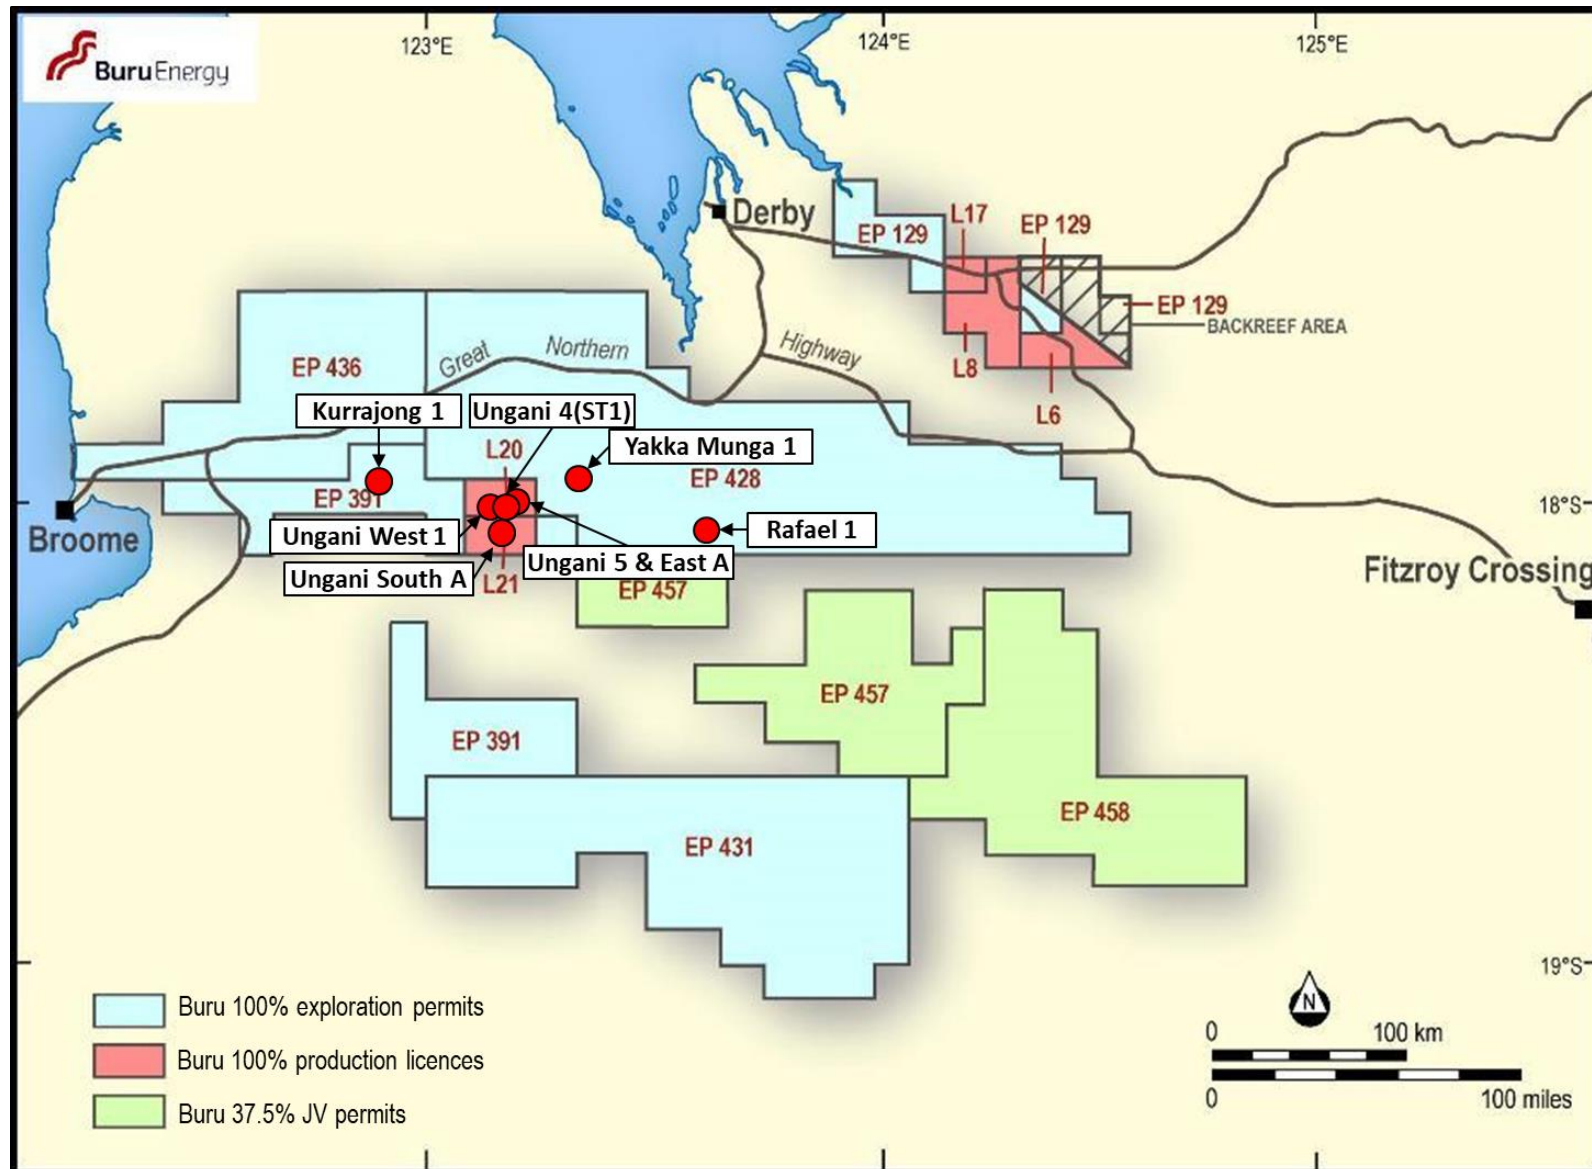 BuruEnergy
123°E
124°E
125°E
Derby
L17
EP 129
EP 129
EP 129
BACKREEF AREA
L8
L6
EP 436
Great Northern Highway
Kurrajong 1
Ungani 4(ST1)
Yakka Munga 1
L20
EP 428
EP 391
18°S
Broome
Ungani West 1
Rafael 1
Ungani 5 & East A
Ungani South A
L21
EP 457
Fitzroy Crossing
EP 457
EP 391
EP 458
EP 431
19°S
N
Buru 100% exploration permits
Buru 100% production licences
Buru 37.5% JV permits
0 100 km
0 100 miles